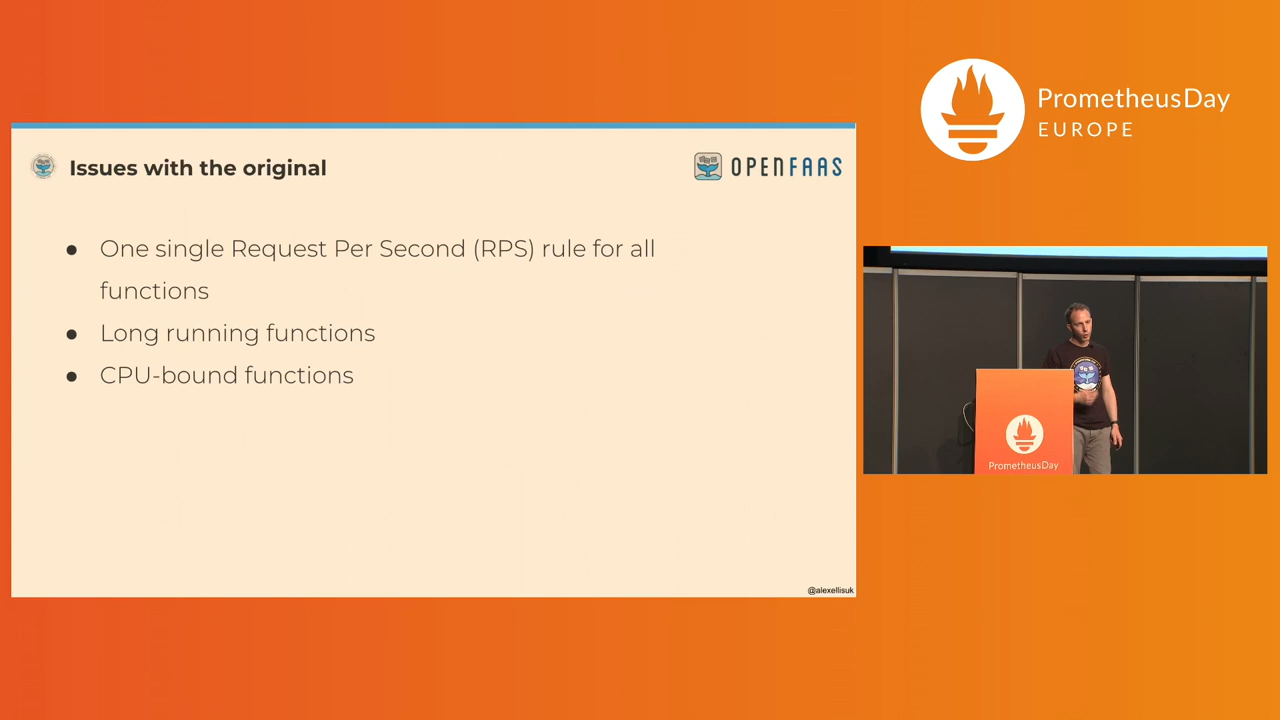 PrometheusDay
EUROPE
Issues with the original
OPENFAAS
● One single Request Per Second (RPS) rule for all
functions
● Long running functions
● CPU-bound functions
@alexellisuk
PrometheusDay